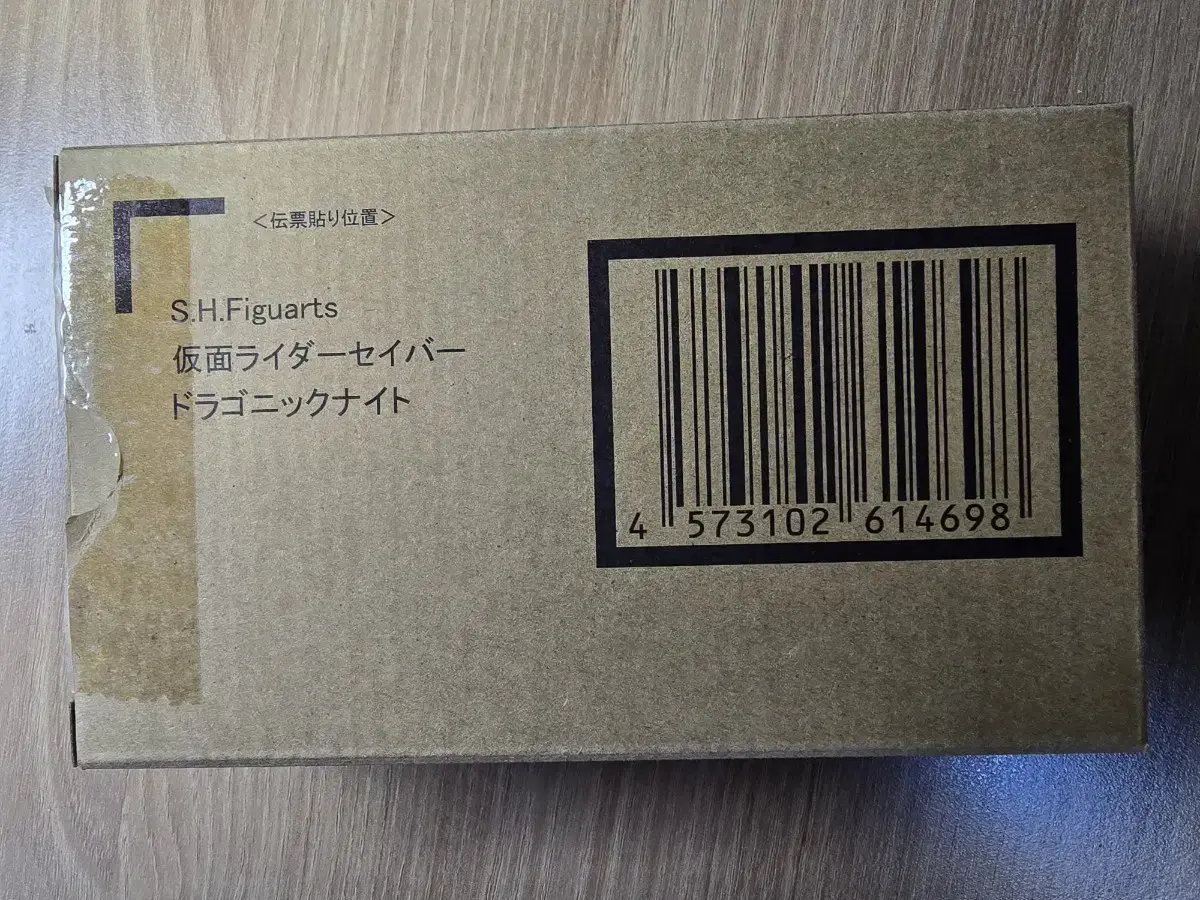 <伝票貼り位置>
S.H.Figuarts
仮面ライダーセイバー
ドラゴニックナイト
4 573102 614698